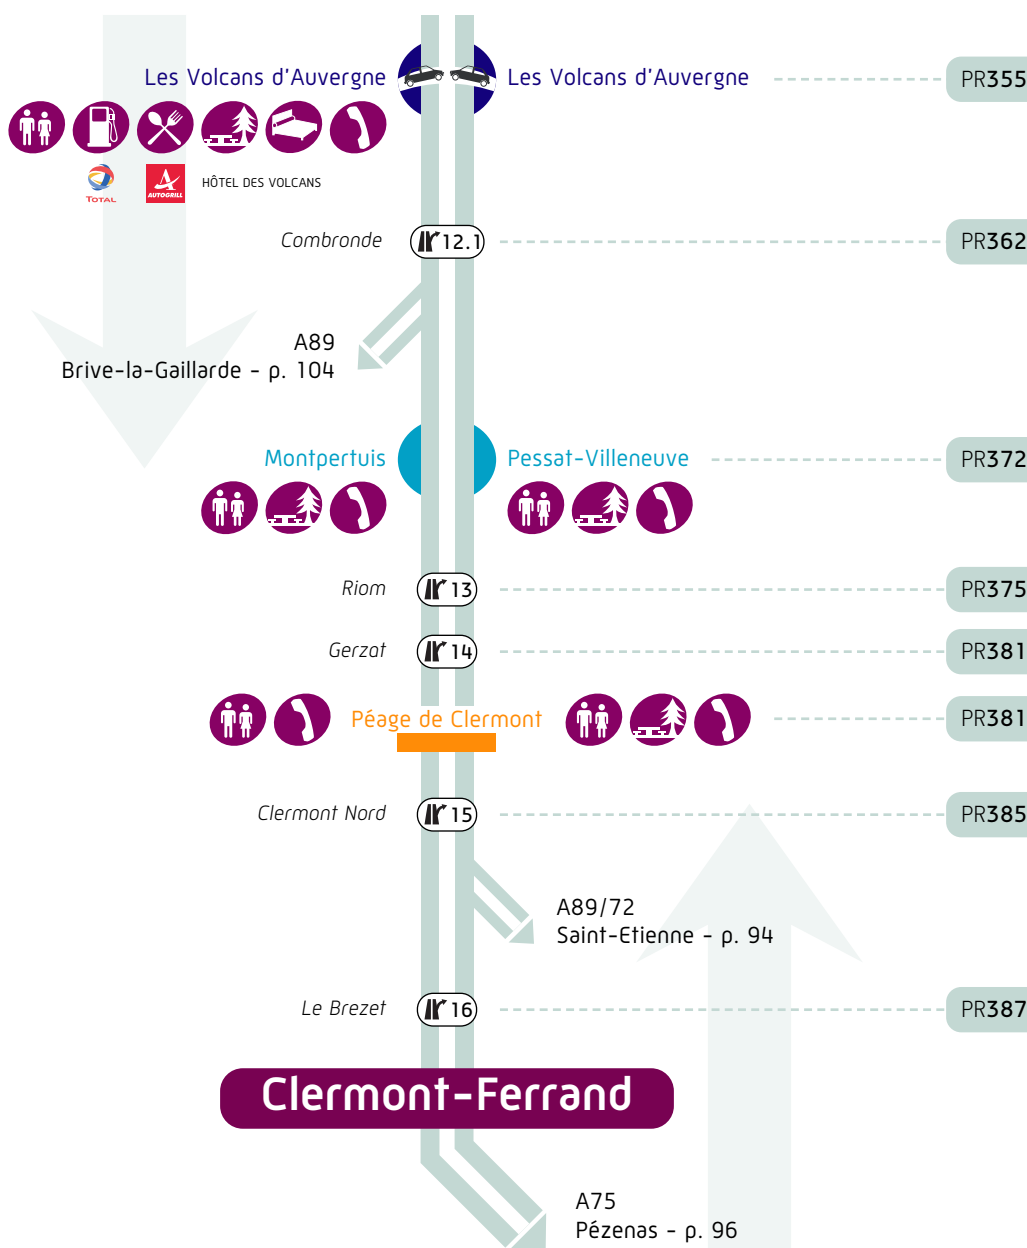 Les Volcans d'Auvergne Les Volcans d'Auvergne PR355
TOTAL AUTOGRILL HÔTEL DES VOLCANS
Combronde 12.1 PR362
A89
Brive-la-Gaillarde - p. 104
Montpertuis Pessat-Villeneuve PR372
Riom 13 PR375
Gerzat 14 PR381
Péage de Clermont PR381
Clermont Nord 15 PR385
A89/72
Saint-Etienne - p. 94
Le Brezet 16 PR387
Clermont-Ferrand
A75
Pézenas - p. 96